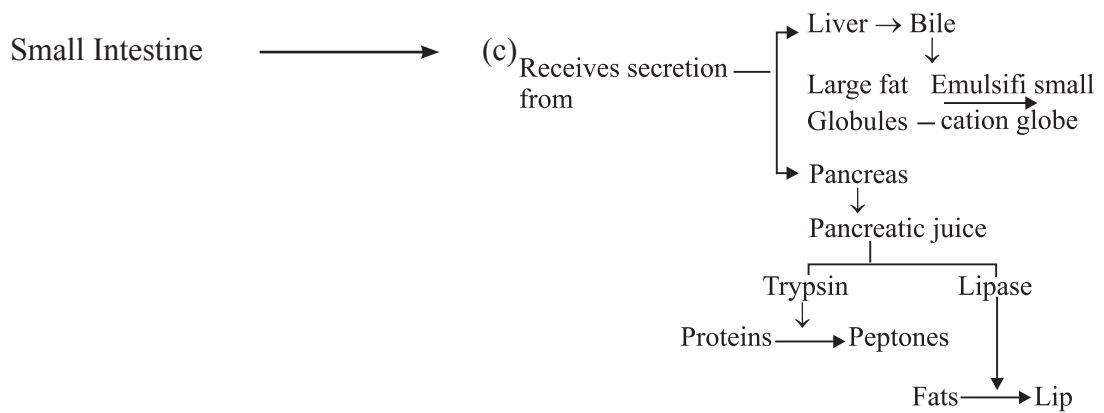 Small Intestine
(c) Receives secretion
from
Liver → Bile
↓
Large fat Emulsifi small
Globules – cation globe
Pancreas
↓
Pancreatic juice
Trypsin Lipase
↓
Proteins → Peptones
Fats → Lip